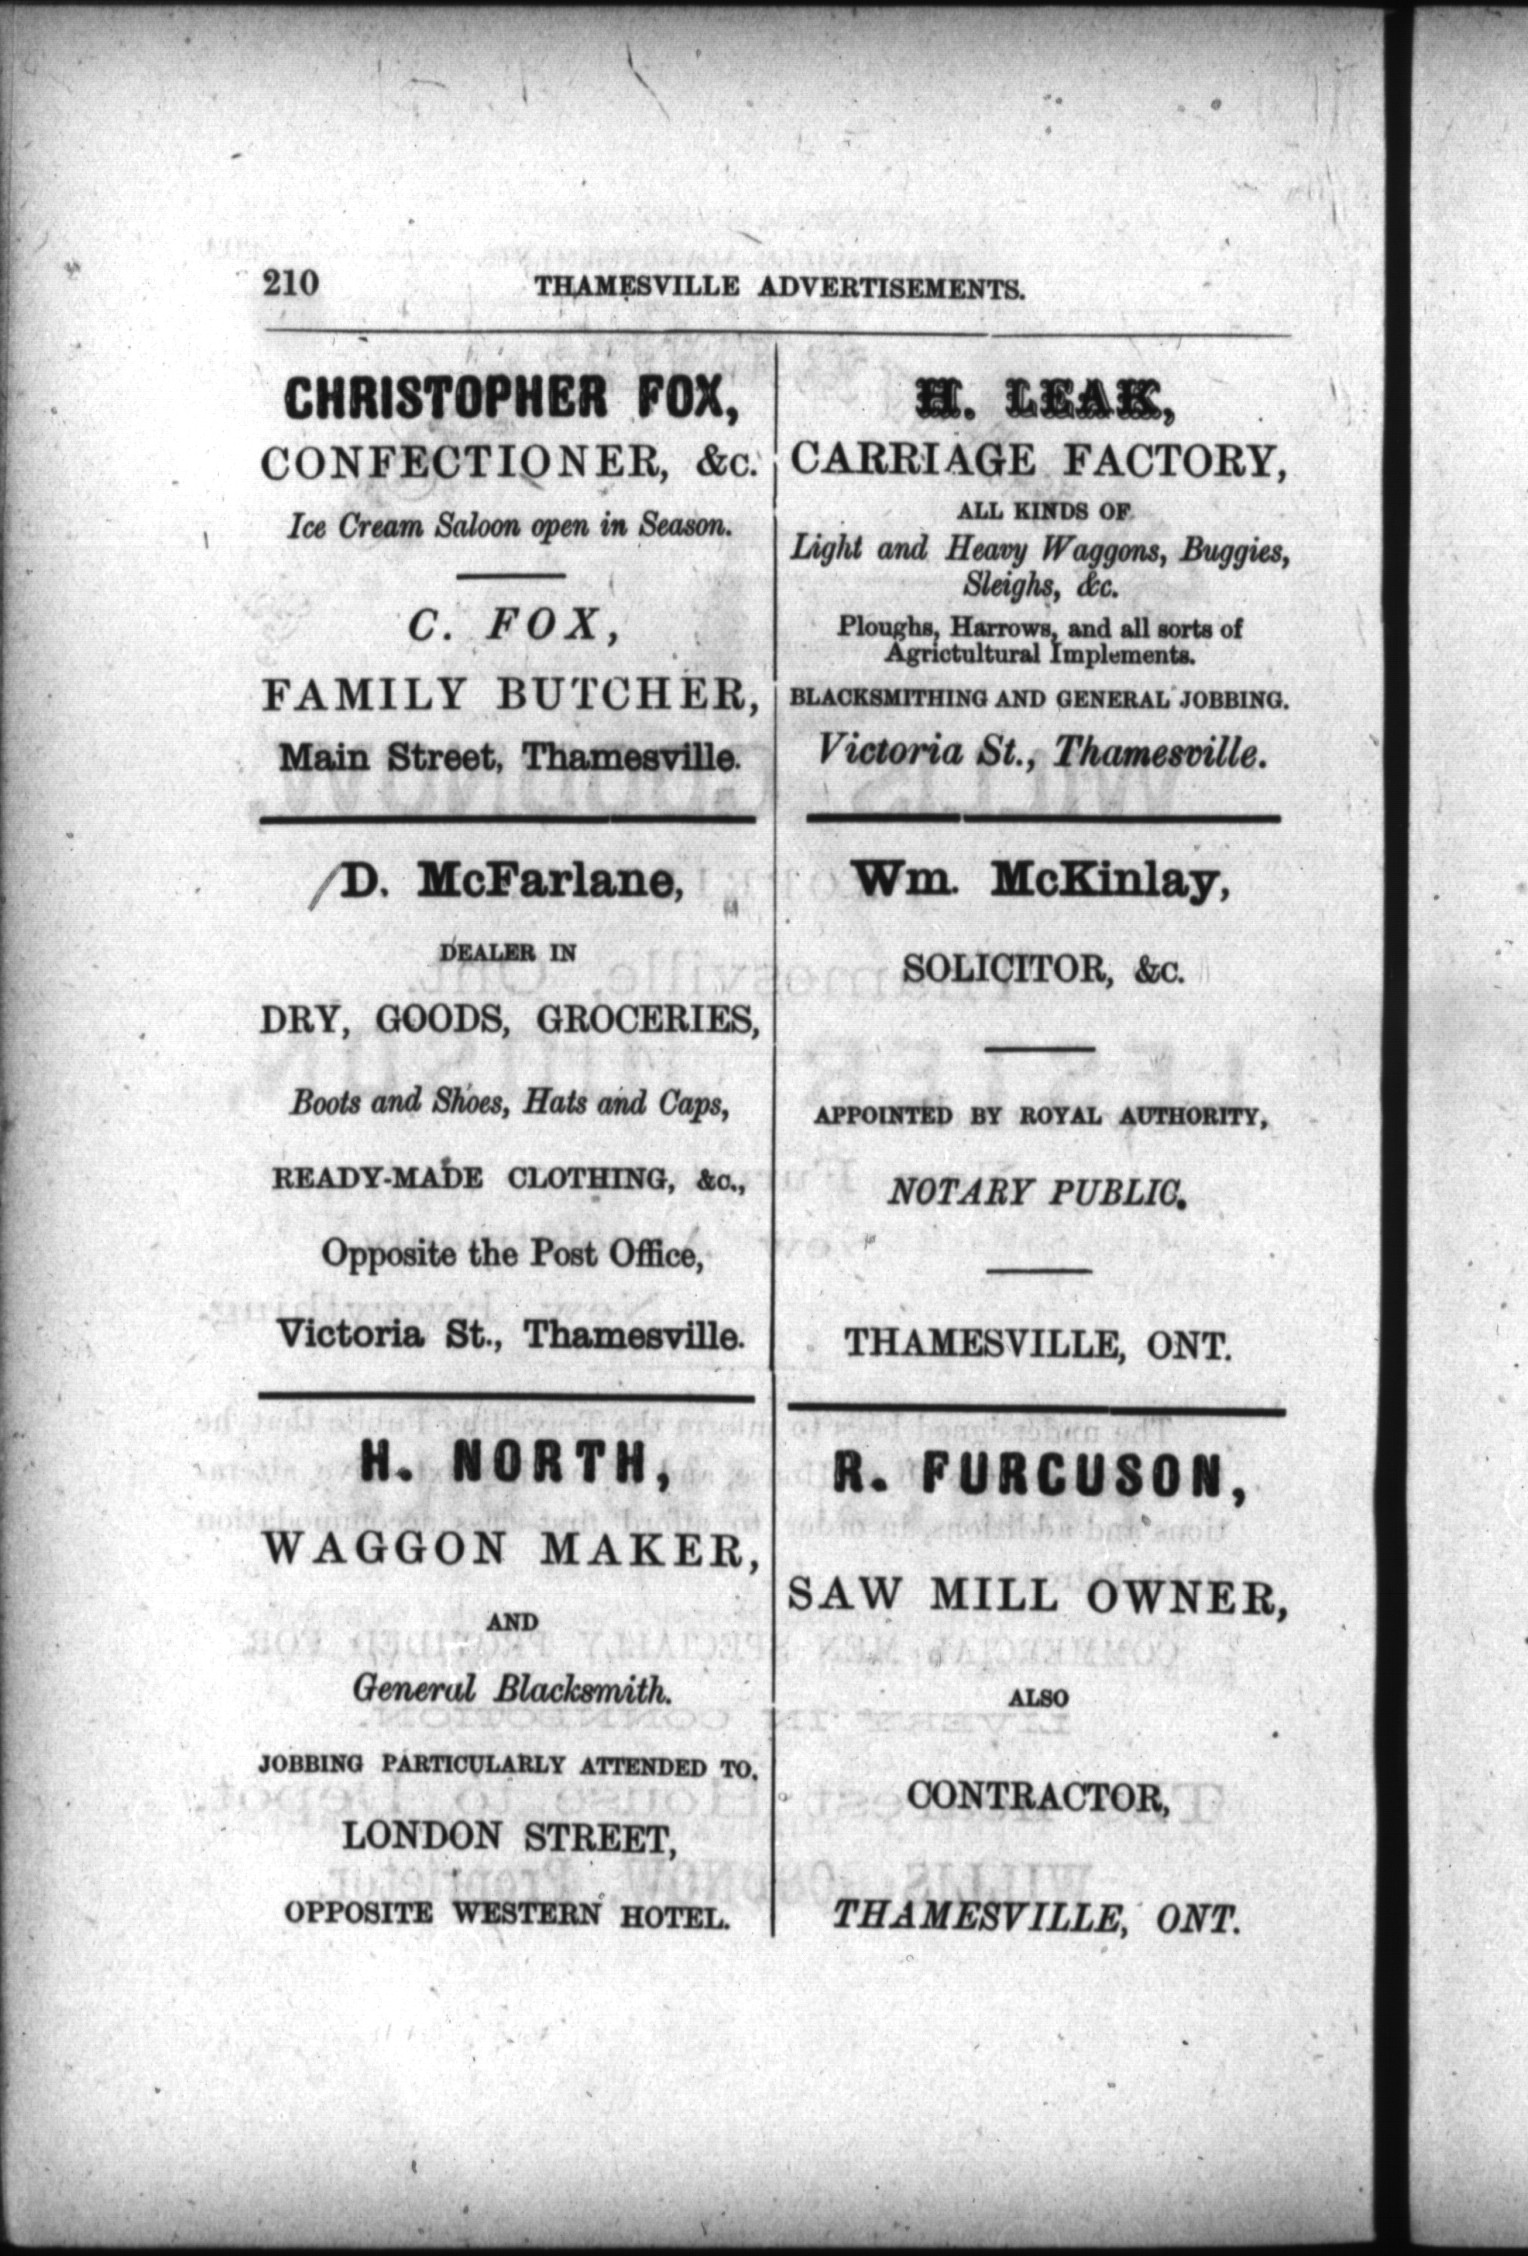 210 THAMESVILLE ADVERTISEMENTS.
CHRISTOPHER FOX,
CONFECTIONER, &c.
Ice Cream Saloon open in Season.
C. FOX,
FAMILY BUTCHER,
Main Street, Thamesville.
D. McFarlane,
DEALER IN
DRY, GOODS, GROCERIES,
Boots and Shoes, Hats and Caps,
READY-MADE CLOTHING, &c.,
Opposite the Post Office,
Victoria St., Thamesville.
H. NORTH,
WAGGON MAKER,
AND
General Blacksmith.
JOBBING PARTICULARLY ATTENDED TO.
LONDON STREET,
OPPOSITE WESTERN HOTEL.
H. LEAK,
CARRIAGE FACTORY,
ALL KINDS OF
Light and Heavy Waggons, Buggies,
Sleighs, &c.
Ploughs, Harrows, and all sorts of
Agrictultural Implements.
BLACKSMITHING AND GENERAL JOBBING.
Victoria St., Thamesville.
Wm. McKinlay,
SOLICITOR, &c.
APPOINTED BY ROYAL AUTHORITY,
NOTARY PUBLIC.
THAMESVILLE, ONT.
R. FURCUSON,
SAW MILL OWNER,
ALSO
CONTRACTOR,
THAMESVILLE, ONT.